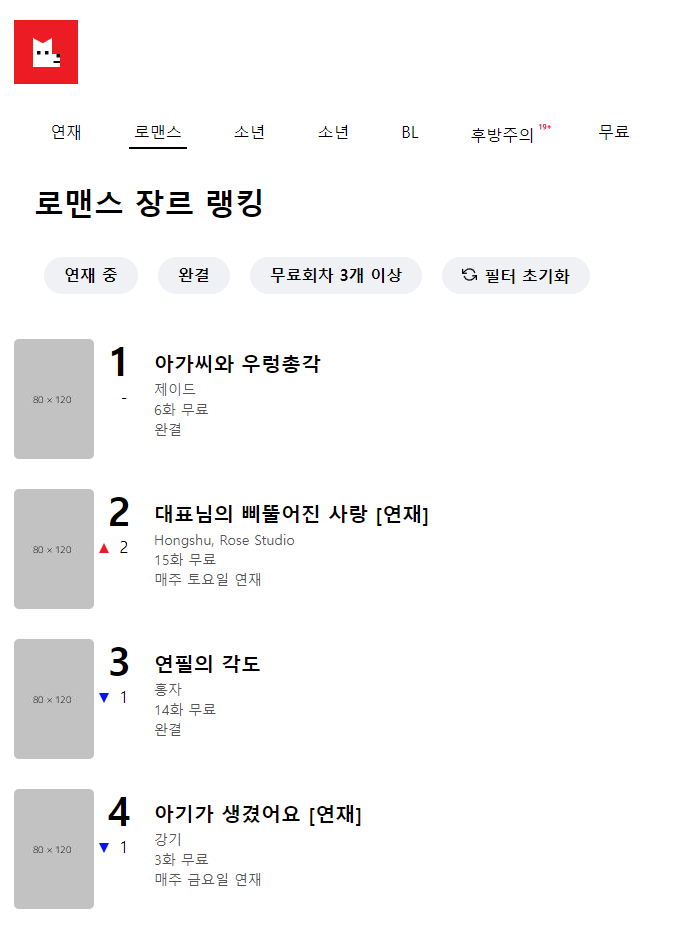 연재 로맨스 소년 소년 BL 후방주의 19+ 무료
로맨스 장르 랭킹
연재 중 완결 무료회차 3개 이상 필터 초기화
80 × 120
1
-
아가씨와 우렁총각
제이드
6화 무료
완결
80 × 120
2
▲ 2
대표님의 삐뚤어진 사랑 [연재]
Hongshu, Rose Studio
15화 무료
매주 토요일 연재
80 × 120
3
▼ 1
연필의 각도
홍자
14화 무료
완결
80 × 120
4
▼ 1
아기가 생겼어요 [연재]
강기
3화 무료
매주 금요일 연재